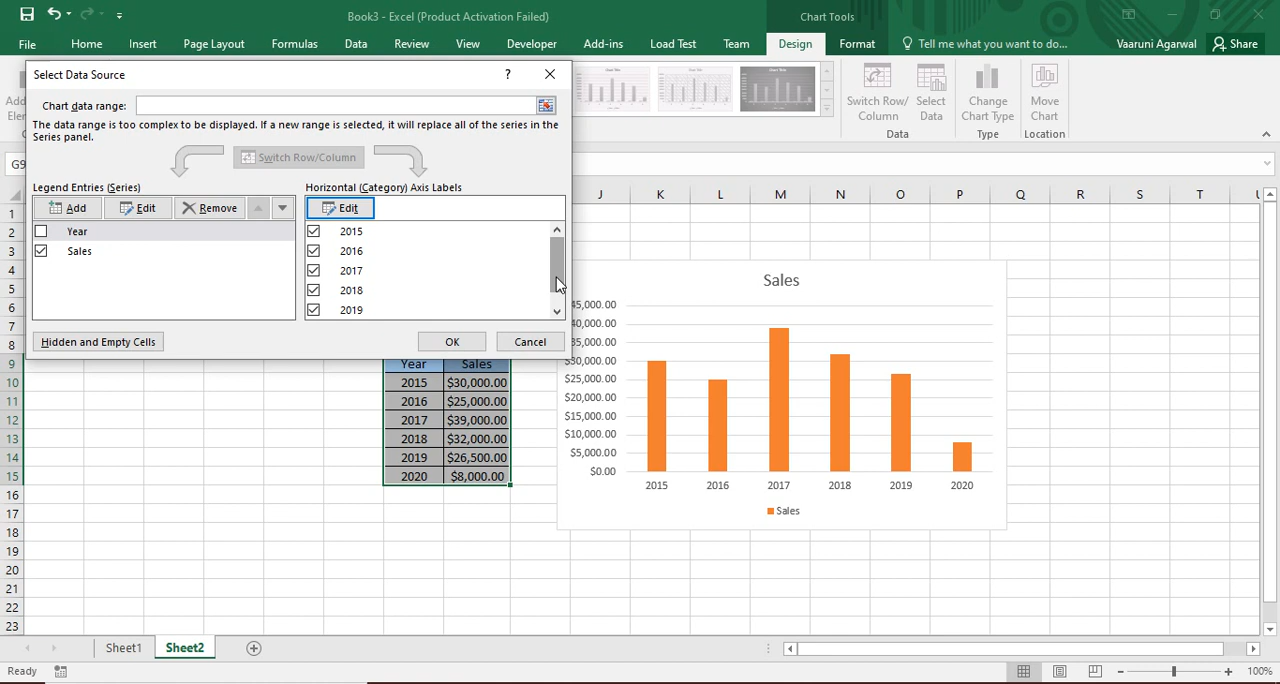 Book3 - Excel (Product Activation Failed)
Chart Tools
File Home Insert Page Layout Formulas Data Review View Developer Add-ins Load Test Team Design Format Tell me what you want to do... Vaaruni Agarwal Share
Select Data Source ?
Chart data range:
The data range is too complex to be displayed. If a new range is selected, it will replace all of the series in the
Series panel.
Switch Row/Column
Legend Entries (Series)
Horizontal (Category) Axis Labels
Add Edit Remove
Edit
Year
Sales
2015
2016
2017
2018
2019
Hidden and Empty Cells
OK Cancel
Switch Row/
Column
Select
Data
Change
Chart Type
Move
Chart
Data Type Location
J K L M N O P Q R S T
1
2
3
4
5
6
7
8
9
10
11
12
13
14
15
16
17
18
19
20
21
22
23
Year Sales
2015 $30,000.00
2016 $25,000.00
2017 $39,000.00
2018 $32,000.00
2019 $26,500.00
2020 $8,000.00
Sales
45,000.00
40,000.00
$35,000.00
$30,000.00
$25,000.00
$20,000.00
$15,000.00
$10,000.00
$5,000.00
$0.00
2015 2016 2017 2018 2019 2020
Sales
Sheet1 Sheet2
Ready
100%